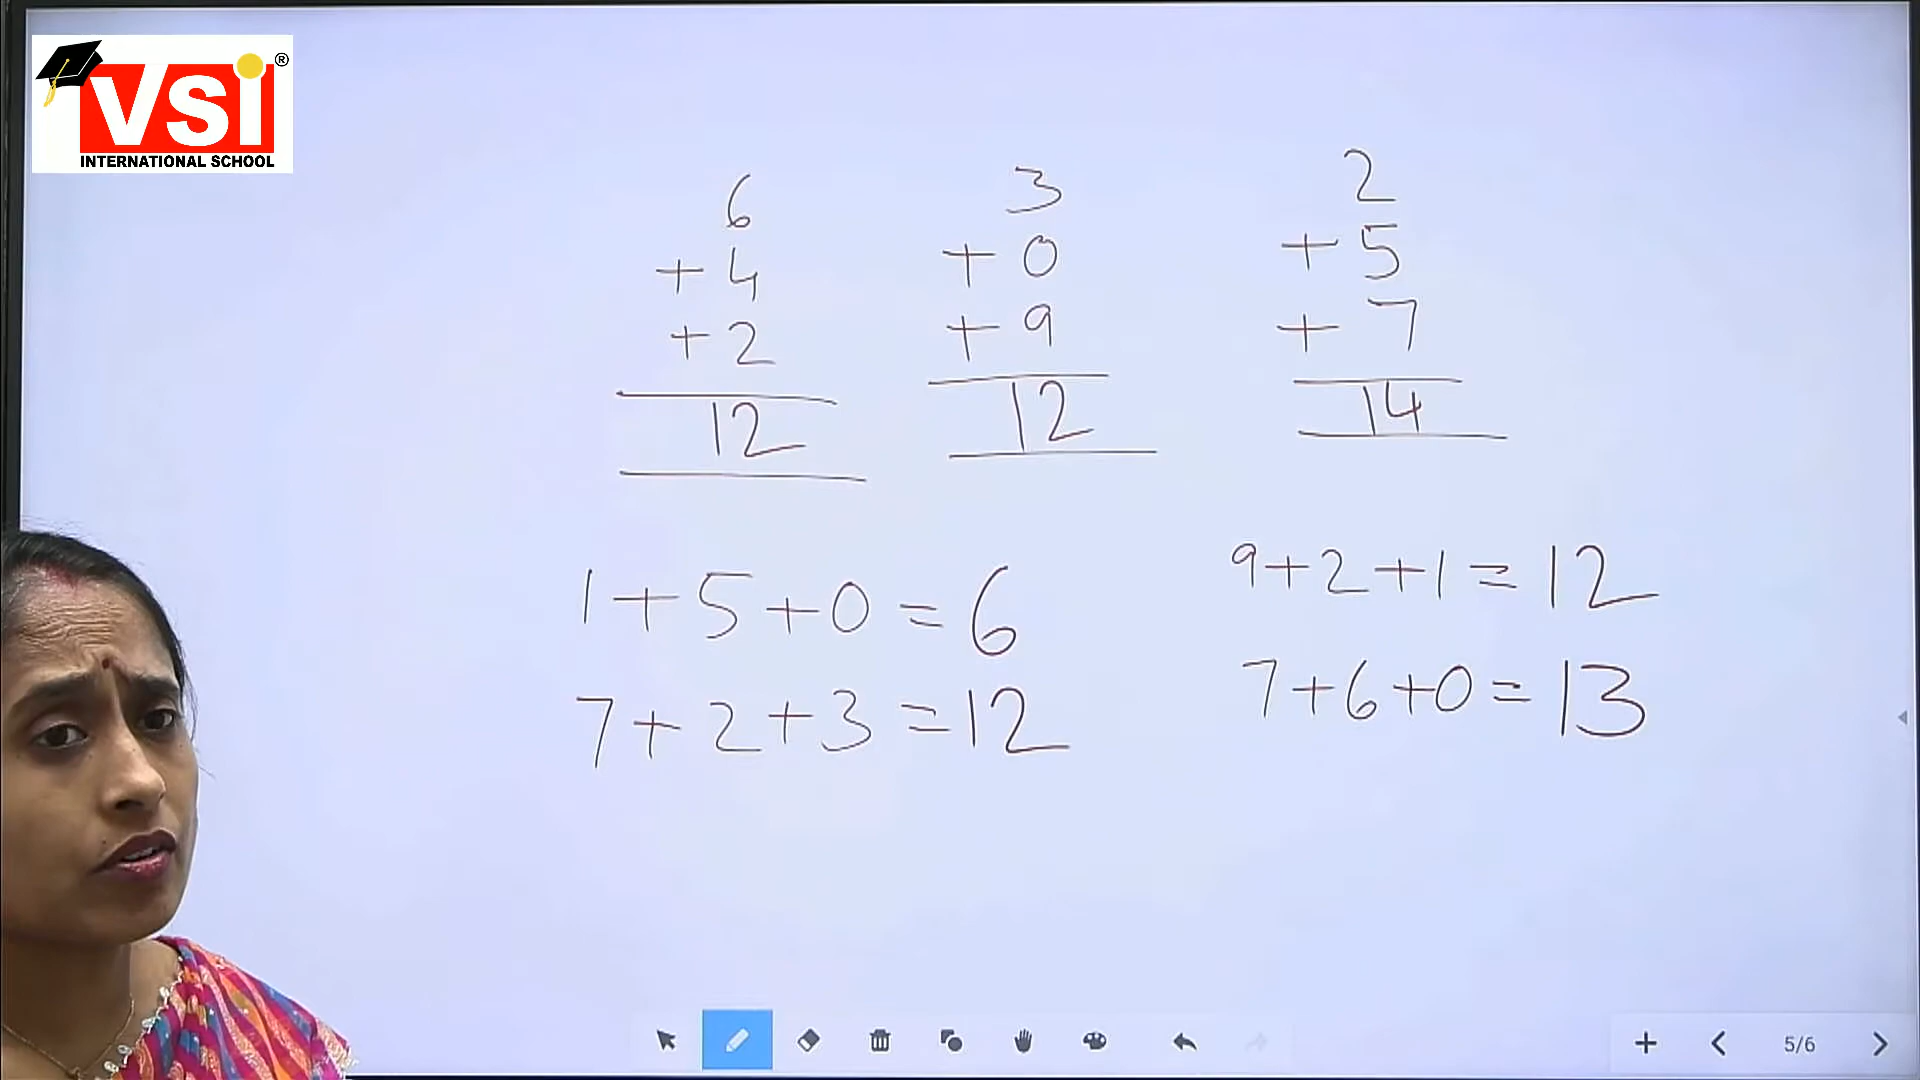 vsi ®
INTERNATIONAL SCHOOL
6
+ 4
+ 2
12
3
+ 0
+ 9
12
2
+ 5
+ 7
14
1 + 5 + 0 = 6
7 + 2 + 3 = 12
9 + 2 + 1 = 12
7 + 6 + 0 = 13
5/6